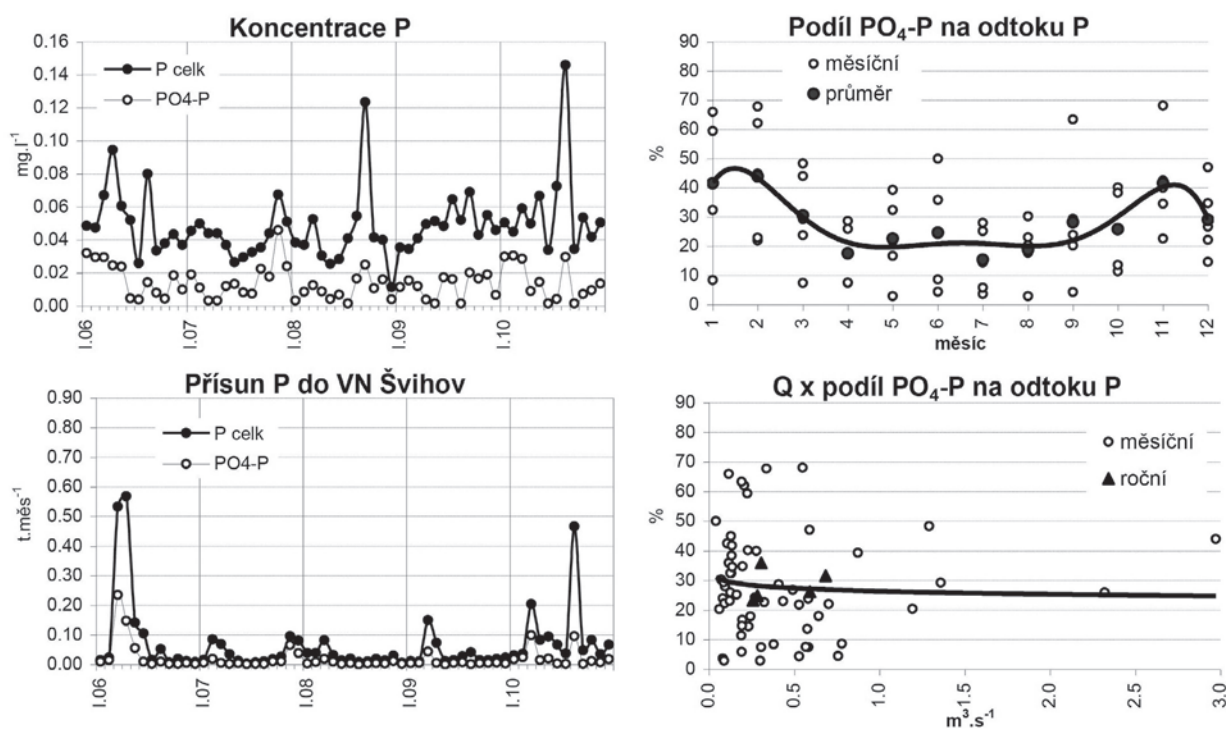 Koncentrace P
0.16
0.14
0.12
0.10
0.08
0.06
0.04
0.02
0.00
mg.l-1
P celk
PO4-P
I.06
I.07
I.08
I.09
I.10
Podíl PO4-P na odtoku P
90
80
70
60
50
40
30
20
10
0
%
měsíční
průměr
1 2 3 4 5 6 7 8 9 10 11 12
měsíc
Přísun P do VN Švihov
0.90
0.80
0.70
0.60
0.50
0.40
0.30
0.20
0.10
0.00
t.měs-1
P celk
PO4-P
I.06
I.07
I.08
I.09
I.10
Q x podíl PO4-P na odtoku P
90
80
70
60
50
40
30
20
10
0
%
měsíční
roční
0.0 0.5 1.0 1.5 2.0 2.5 3.0
m3.s-1